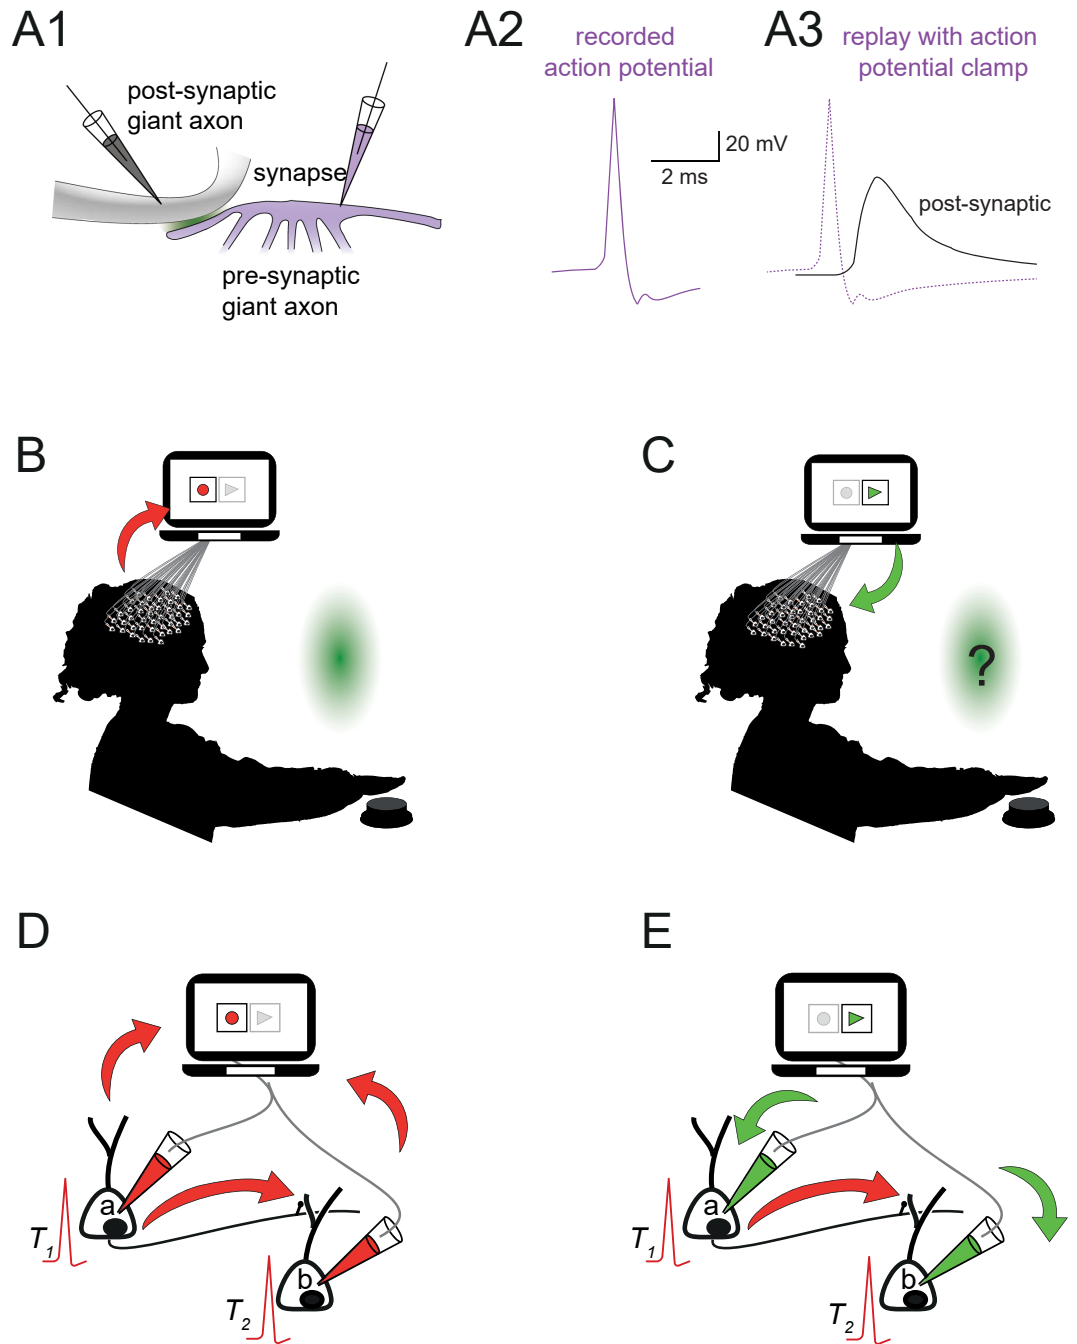 A1
post-synaptic
giant axon
synapse
pre-synaptic
giant axon
A2
recorded
action potential
20 mV
2 ms
A3
replay with action
potential clamp
post-synaptic
B
C
?
D
a
T1
b
T2
E
a
T1
b
T2